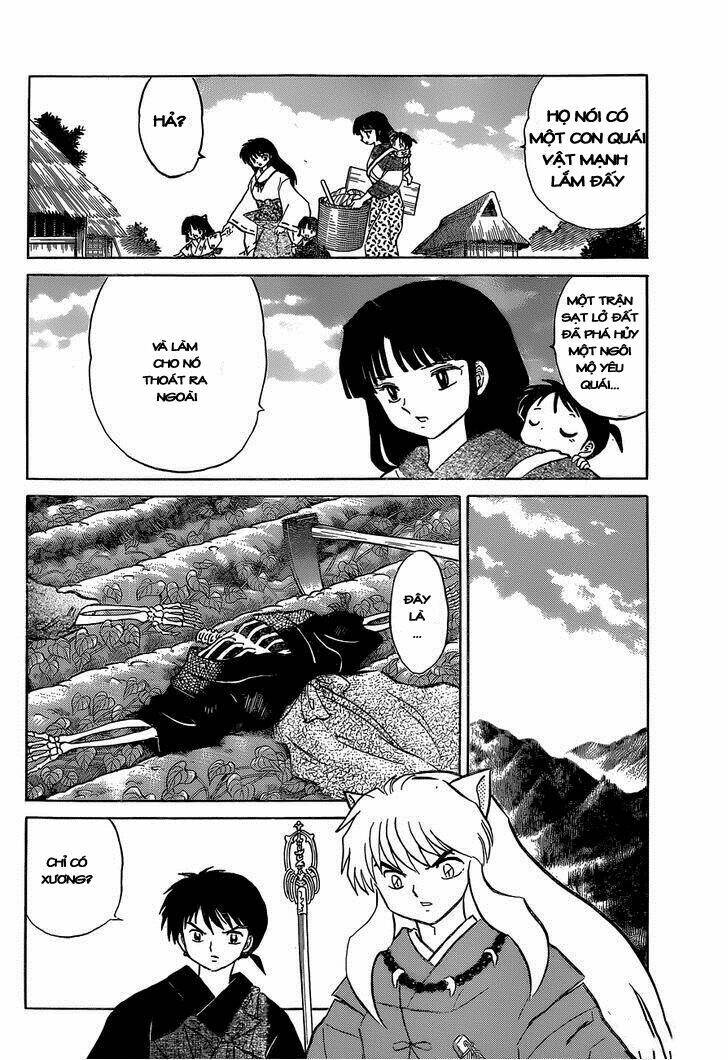 HỌ NÓI CÓ
MỘT CON QUÁI
VẬT MẠNH
LẮM ĐẤY
HẢ?
MỘT TRẬN
SẠT LỞ ĐẤT
ĐÃ PHÁ HỦY
MỘT NGÔI
MỘ YÊU
QUÁI...
VÀ LÀM
CHO NÓ
THOÁT RA
NGOÀI
ĐÂY
LÀ
...
CHỈ CÓ
XƯƠNG?